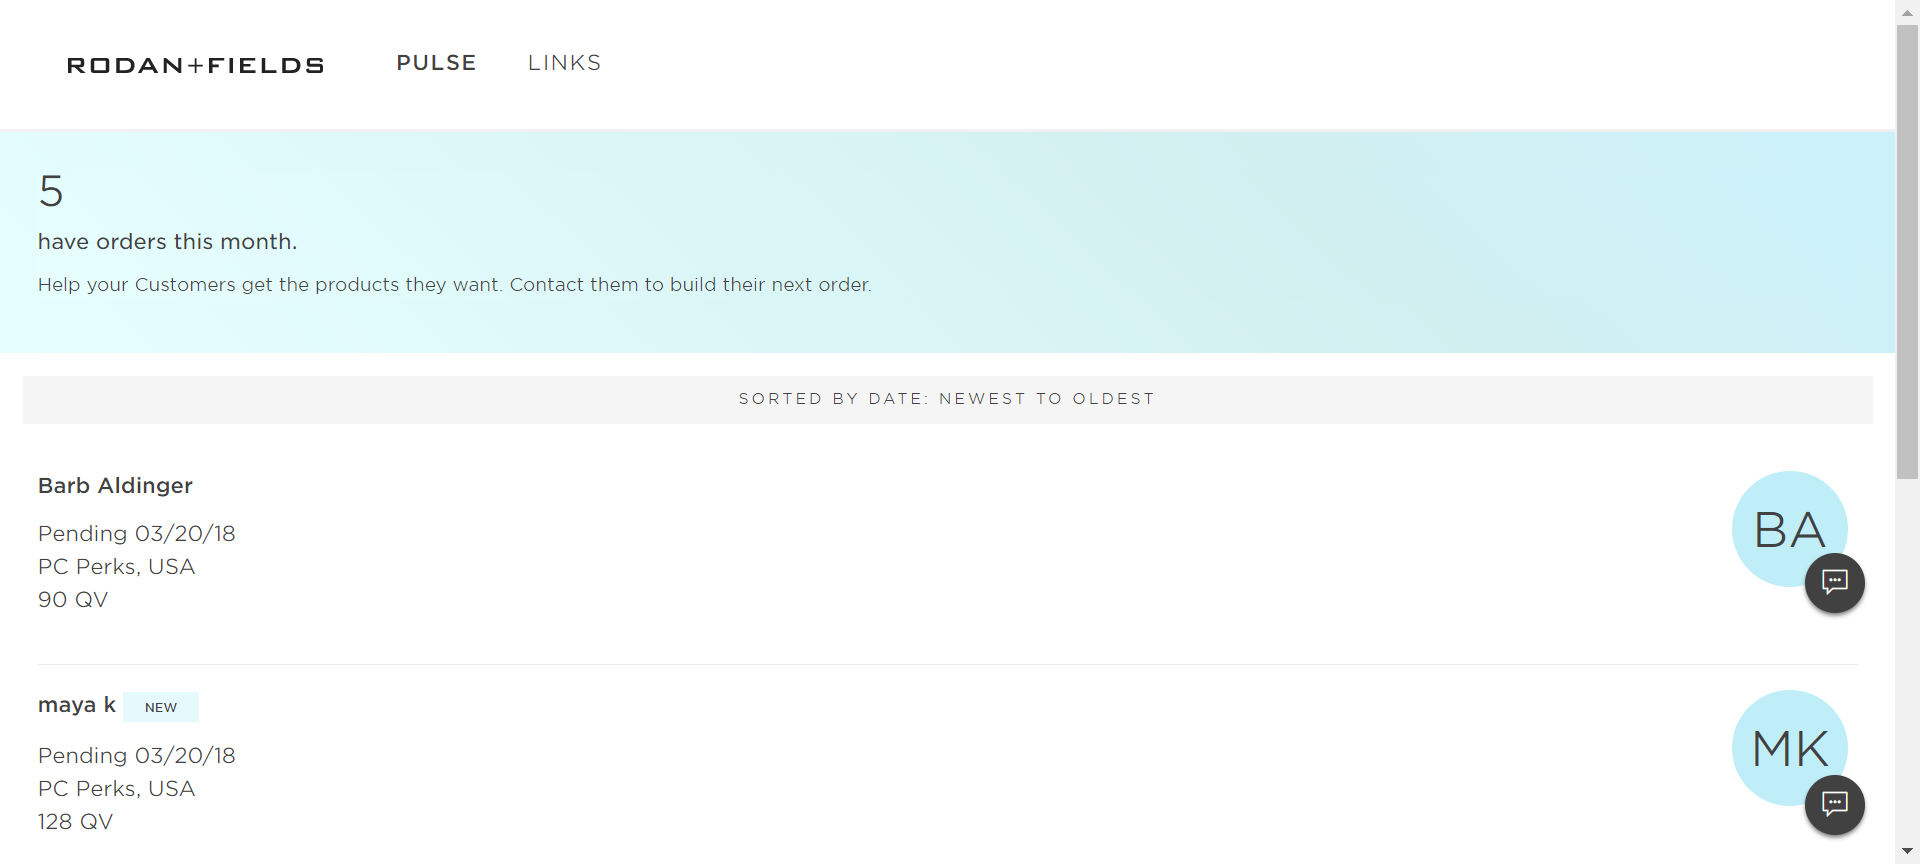 RODAN+FIELDS PULSE LINKS
5
have orders this month.
Help your Customers get the products they want. Contact them to build their next order.
SORTED BY DATE: NEWEST TO OLDEST
Barb Aldinger
Pending 03/20/18
PC Perks, USA
90 QV
BA
maya k NEW
Pending 03/20/18
PC Perks, USA
128 QV
MK